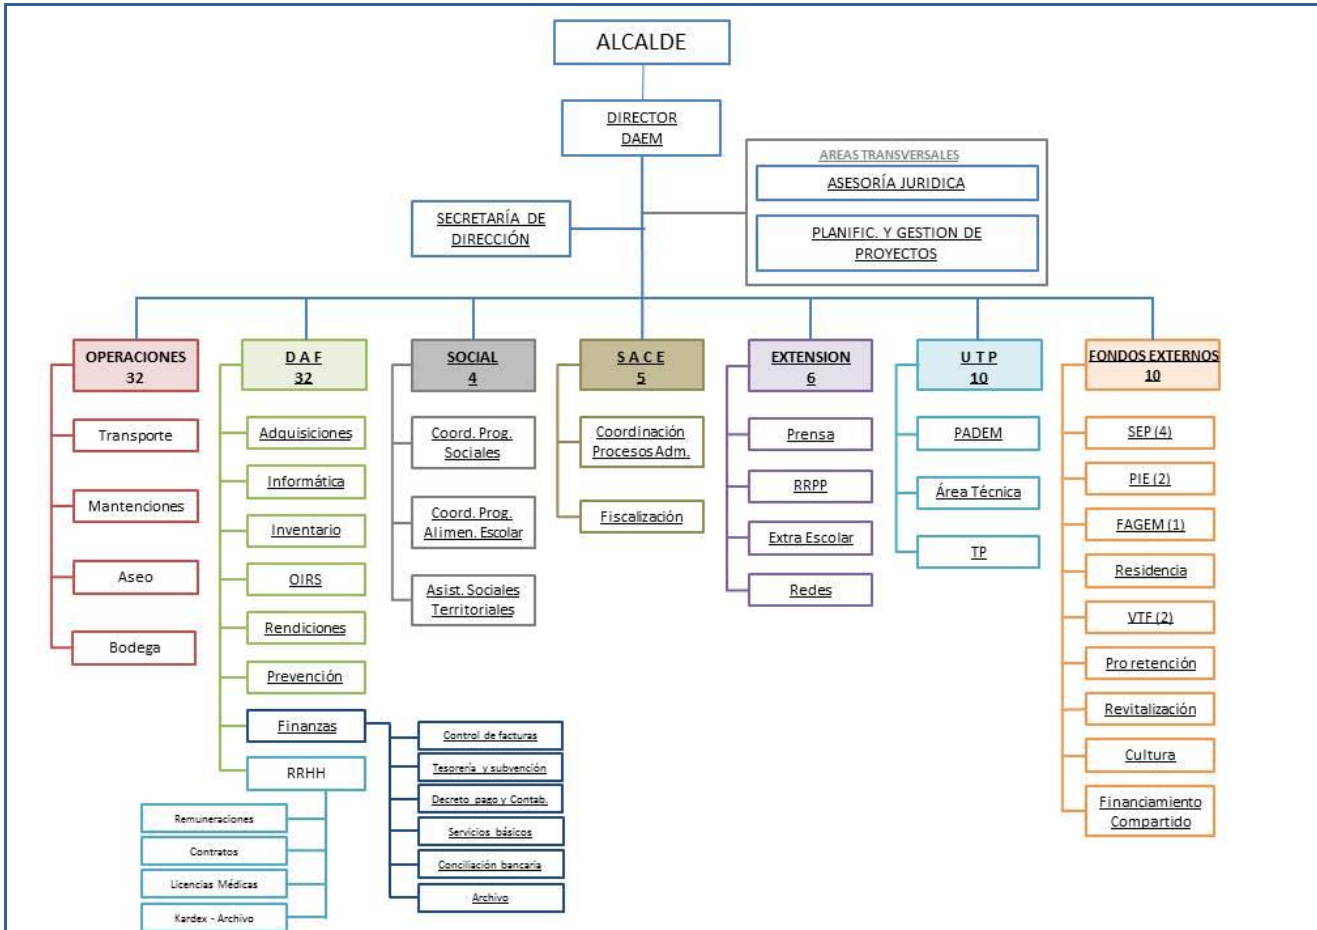 ALCALDE
DIRECTOR
DAEM
AREAS TRANSVERSALES
ASESORÍA JURIDICA
SECRETARÍA DE
DIRECCIÓN
PLANIFIC. Y GESTION DE
PROYECTOS
OPERACIONES
32
Transporte
Mantenciones
Aseo
Bodega
D A F
32
Adquisiciones
Informática
Inventario
OIRS
Rendiciones
Prevención
Finanzas
RRHH
Remuneraciones
Contratos
Licencias Médicas
Kardex - Archivo
Control de facturas
Tesorería y subvención
Decreto pago y Contab.
Servicios básicos
Conciliación bancaria
Archivo
SOCIAL
4
Coord. Prog.
Sociales
Coord. Prog.
Alimen. Escolar
Asist. Sociales
Territoriales
S A C E
5
Coordinación
Procesos Adm.
Fiscalización
EXTENSION
6
Prensa
RRPP
Extra Escolar
Redes
U T P
10
PADEM
Área Técnica
TP
FONDOS EXTERNOS
10
SEP (4)
PIE (2)
FAGEM (1)
Residencia
VTF (2)
Pro retención
Revitalización
Cultura
Financiamiento
Compartido